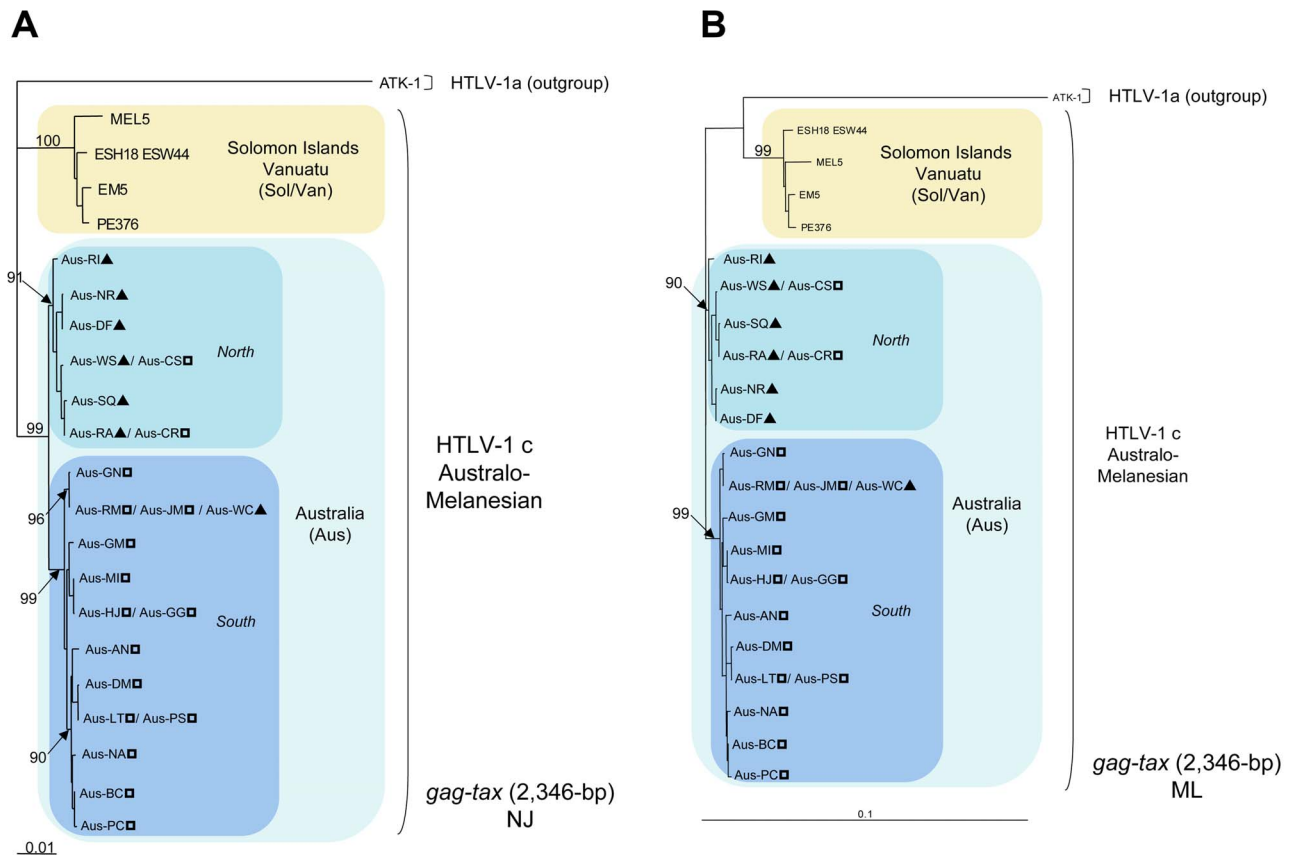 A
ATK-1
HTLV-1a (outgroup)
100
MEL5
ESH18 ESW44
EM5
PE376
Solomon Islands
Vanuatu
(Sol/Van)
91
Aus-RI▲
Aus-NR▲
Aus-DF▲
Aus-WS▲/ Aus-CS□
Aus-SQ▲
Aus-RA▲/ Aus-CR□
North
99
Aus-GN□
96
Aus-RM□/ Aus-JM□ / Aus-WC▲
Aus-GM□
Aus-MI□
99
Aus-HJ□/ Aus-GG□
South
Aus-AN□
Aus-DM□
Aus-LT□/ Aus-PS□
90
Aus-NA□
Aus-BC□
Aus-PC□
Australia
(Aus)
HTLV-1 c
Australo-
Melanesian
gag-tax (2,346-bp)
NJ
0.01
B
ATK-1
HTLV-1a (outgroup)
99
ESH18 ESW44
MEL5
EM5
PE376
Solomon Islands
Vanuatu
(Sol/Van)
90
Aus-RI▲
Aus-WS▲/ Aus-CS□
Aus-SQ▲
Aus-RA▲/ Aus-CR□
Aus-NR▲
Aus-DF▲
North
Aus-GN□
Aus-RM□/ Aus-JM□/ Aus-WC▲
99
Aus-GM□
Aus-MI□
Aus-HJ□/ Aus-GG□
South
Aus-AN□
Aus-DM□
Aus-LT□/ Aus-PS□
Aus-NA□
Aus-BC□
Aus-PC□
Australia
(Aus)
HTLV-1 c
Australo-
Melanesian
gag-tax (2,346-bp)
ML
0.1